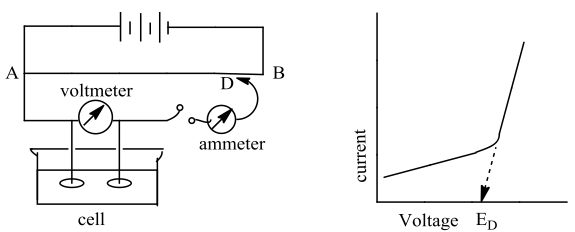 A
B
D
voltmeter
ammeter
cell
current
Voltage E_D